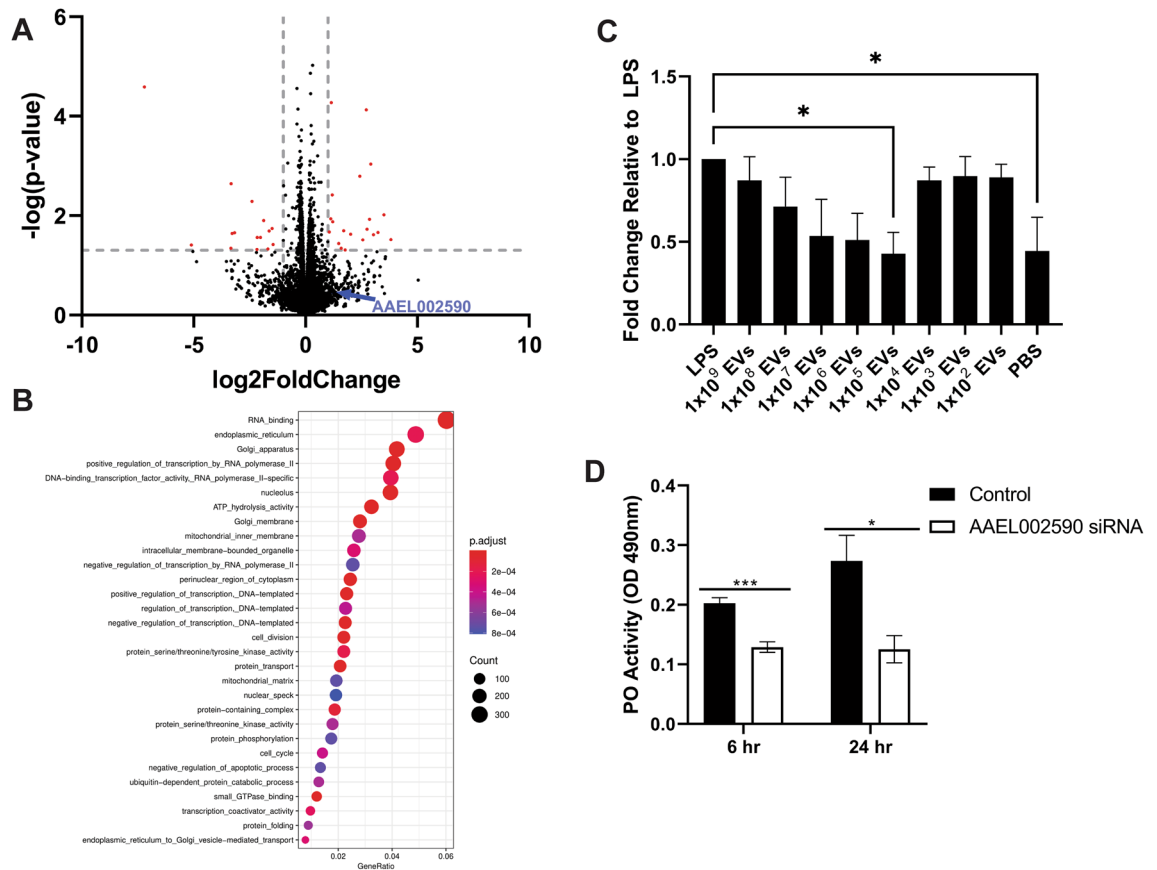 A
6
4
2
0
-log(p-value)
-10 -5 0 5 10
log2FoldChange
AAEL002590
B
RNA_binding
endoplasmic_reticulum
Golgi_apparatus
positive_regulation_of_transcription_by_RNA_polymerase_II
DNA-binding_transcription_factor_activity,_RNA_polymerase_II-specific
nucleolus
ATP_hydrolysis_activity
Golgi_membrane
mitochondrial_inner_membrane
intracellular_membrane-bounded_organelle
negative_regulation_of_transcription_by_RNA_polymerase_II
perinuclear_region_of_cytoplasm
positive_regulation_of_transcription,_DNA-templated
regulation_of_transcription,_DNA-templated
negative_regulation_of_transcription,_DNA-templated
cell_division
protein_serine/threonine/tyrosine_kinase_activity
protein_transport
mitochondrial_matrix
nuclear_speck
protein-containing_complex
protein_serine/threonine_kinase_activity
protein_phosphorylation
cell_cycle
negative_regulation_of_apoptotic_process
ubiquitin-dependent_protein_catabolic_process
small_GTPase_binding
transcription_coactivator_activity
protein_folding
endoplasmic_reticulum_to_Golgi_vesicle-mediated_transport
0.02 0.04 0.06
GeneRatio
p.adjust
2e-04
4e-04
6e-04
8e-04
Count
100
200
300
C
Fold Change Relative to LPS
1.5
1.0
0.5
0.0
*
*
LPS
1x10⁹ EVs
1x10⁸ EVs
1x10⁷ EVs
1x10⁶ EVs
1x10⁵ EVs
1x10⁴ EVs
1x10³ EVs
1x10² EVs
PBS
D
PO Activity (OD 490nm)
0.4
0.3
0.2
0.1
0.0
***
*
6 hr 24 hr
Control
AAEL002590 siRNA